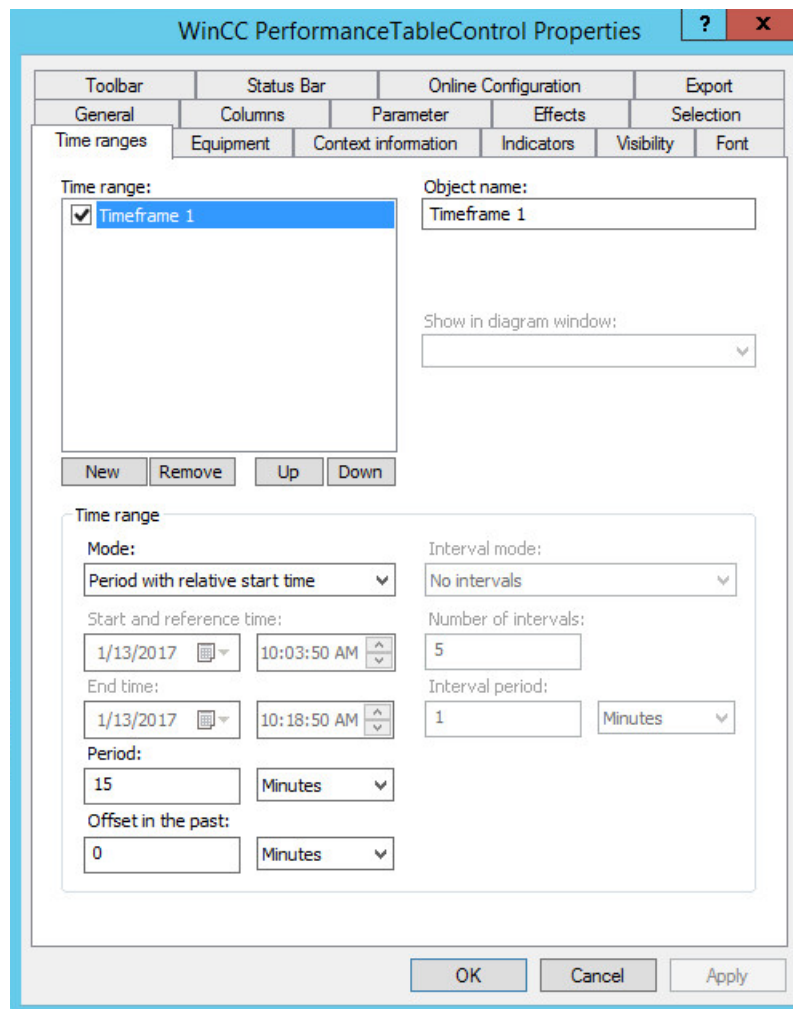 WinCC PerformanceTableControl Properties
? x
Toolbar Status Bar Online Configuration Export
General Columns Parameter Effects Selection
Time ranges Equipment Context information Indicators Visibility Font
Time range: Object name:
Timeframe 1 Timeframe 1
Show in diagram window:
New Remove Up Down
Time range
Mode: Interval mode:
Period with relative start time No intervals
Start and reference time: Number of intervals:
1/13/2017 10:03:50 AM 5
End time: Interval period:
1/13/2017 10:18:50 AM 1 Minutes
Period:
15 Minutes
Offset in the past:
0 Minutes
OK Cancel Apply